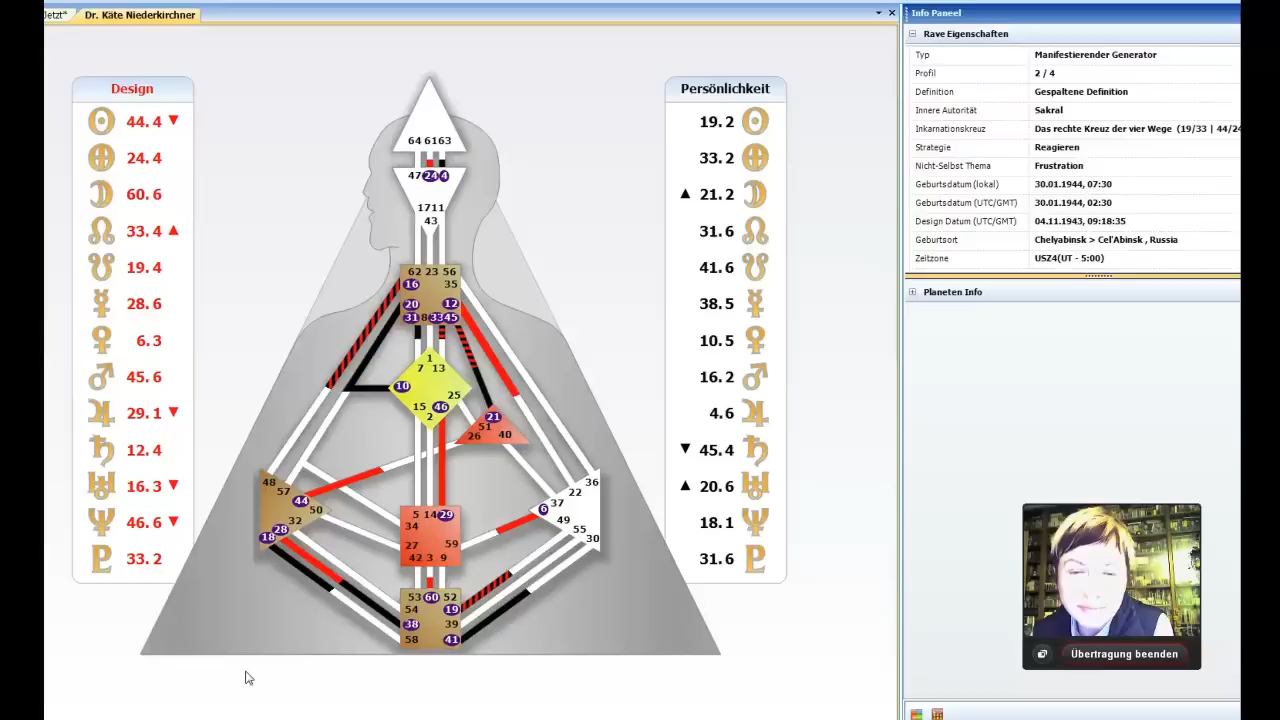 Jetzt*
Dr. Käte Niederkirchner
Info Paneel
Rave Eigenschaften
Typ Manifestierender Generator
Profil 2 / 4
Definition Gespaltene Definition
Innere Autorität Sakral
Inkarnationskreuz Das rechte Kreuz der vier Wege (19/33 | 44/24
Strategie Reagieren
Nicht-Selbst Thema Frustration
Geburtsdatum (lokal) 30.01.1944, 07:30
Geburtsdatum (UTC/GMT) 30.01.1944, 02:30
Design Datum (UTC/GMT) 04.11.1943, 09:18:35
Geburtsort Chelyabinsk > Cel'Abinsk , Russia
Zeitzone USZ4(UT - 5:00)
Planeten Info
Design
44. 4
24. 4
60. 6
33. 4
19. 4
28. 6
6. 3
45. 6
29. 1
12. 4
16. 3
46. 6
33. 2
64 61 63
47 24 4
17 11
43
62 23 56
16 35
20 12
31 8 33 45
1
7 13
10 25
15 46
2
21
51
26 40
48
57
44
50
32
28
18
36
22
37
6
49
55
30
5 14 29
34
27 59
42 3 9
53 60 52
54 19
38 39
58 41
Persönlichkeit
19. 2
33. 2
21. 2
31. 6
41. 6
38. 5
10. 5
16. 2
4. 6
45. 4
20. 6
18. 1
31. 6
Übertragung beenden